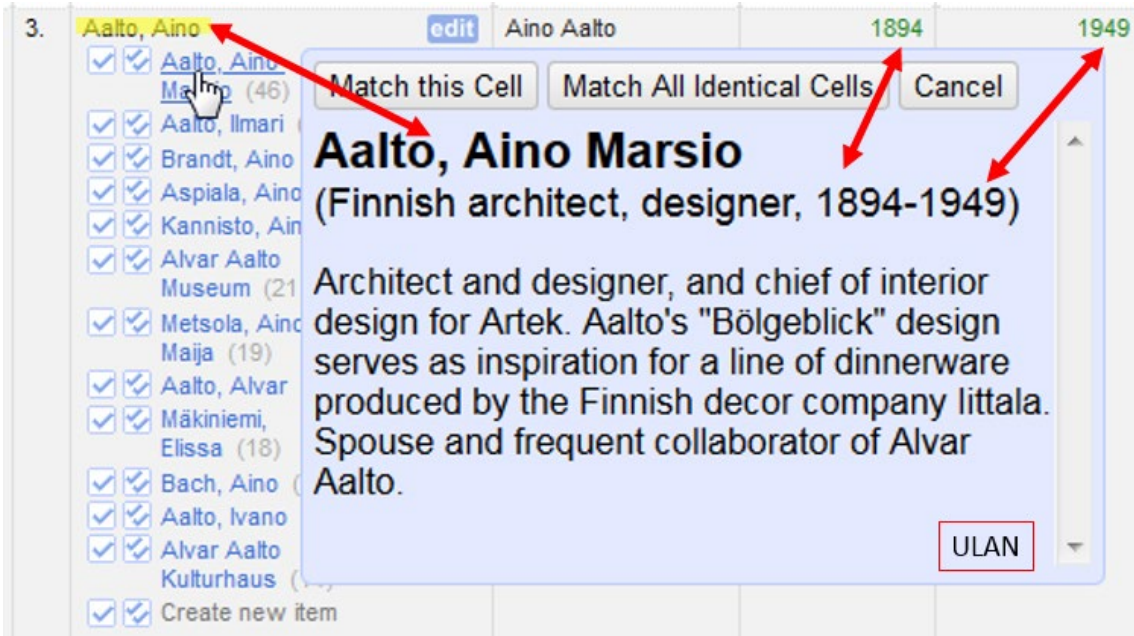 3. Aalto, Aino edit Aino Aalto 1894 1949
Aalto, Aino
(46)
Aalto, Ilmari
Brandt, Aino
Aspiala, Aino
Kannisto,
Alvar Aalto
Museum (21
Metsola,
Maija (19)
Aalto, Alvar
Mäkiniemi,
Elissa (18)
Bach, Aino (
Aalto, Ivano
Alvar Aalto
Kulturhaus (
Create new item
Match this Cell Match All Identical Cells Cancel
Aalto, Aino Marsio
(Finnish architect, designer, 1894-1949)
Architect and designer, and chief of interior
design for Artek. Aalto's "Bölgeblick" design
serves as inspiration for a line of dinnerware
produced by the Finnish decor company Iittala.
Spouse and frequent collaborator of Alvar
Aalto.
ULAN